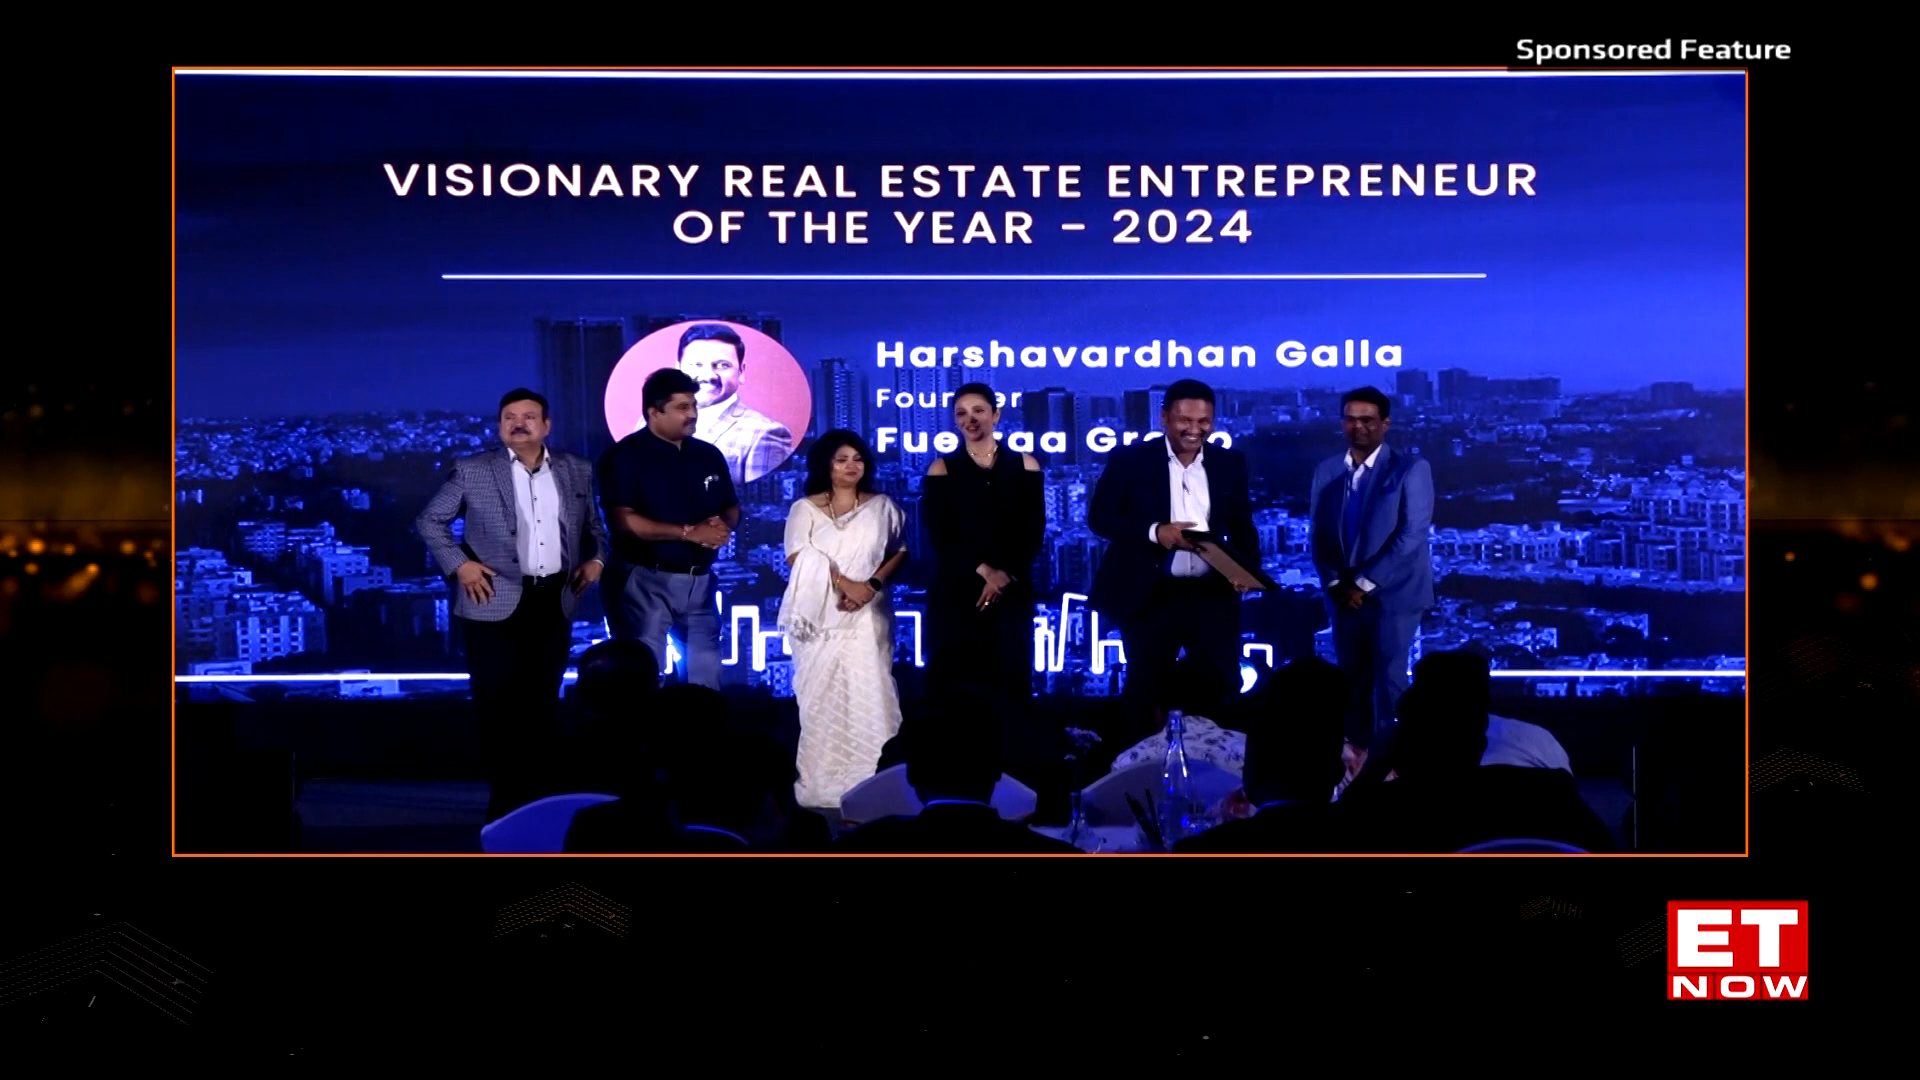 Sponsored Feature
VISIONARY REAL ESTATE ENTREPRENEUR
OF THE YEAR - 2024
Harshavardhan Galla
ET
NOW